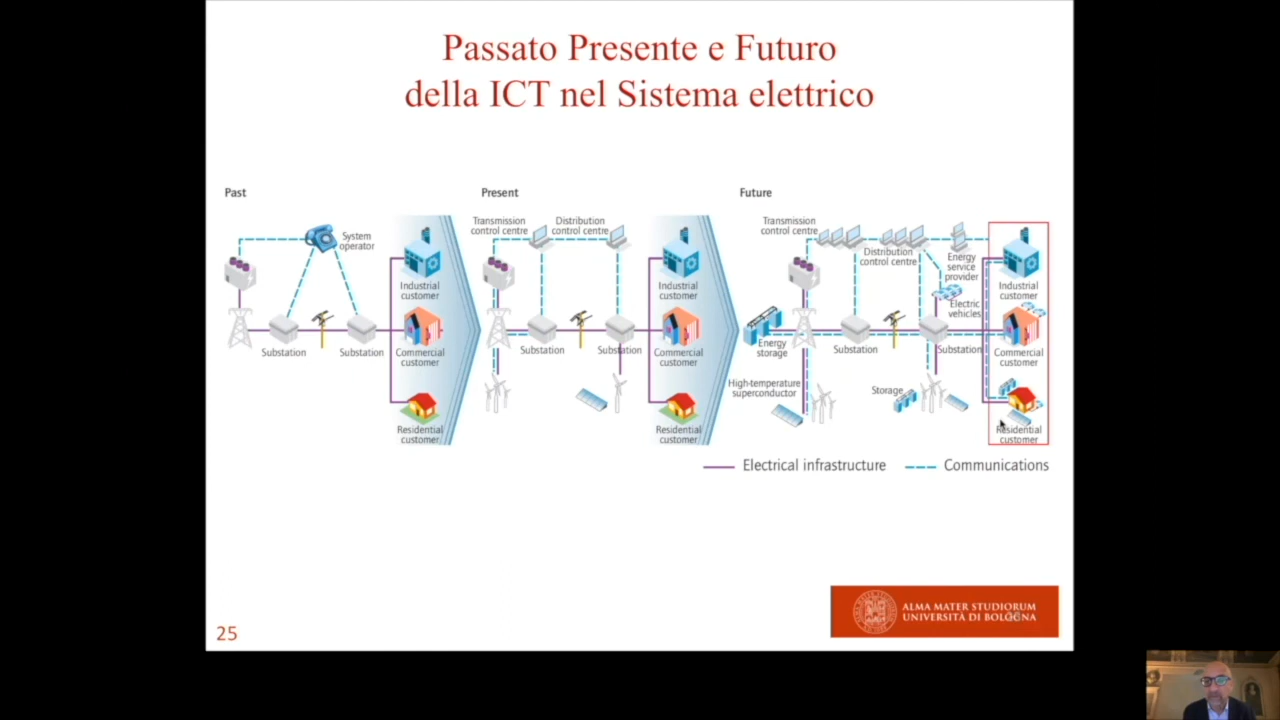 Passato Presente e Futuro
della ICT nel Sistema elettrico
Past
System
operator
Substation
Substation
Industrial
customer
Commercial
customer
Residential
customer
Present
Transmission
control centre
Distribution
control centre
Substation
Substation
Industrial
customer
Commercial
customer
Residential
customer
Future
Transmission
control centre
Distribution
control centre
Energy
service
provider
Electric
vehicles
Energy
storage
Substation
Substation
High-temperature
superconductor
Storage
Industrial
customer
Commercial
customer
Residential
customer
Electrical infrastructure
Communications
ALMA MATER STUDIORUM
UNIVERSITÀ DI BOLOGNA
25